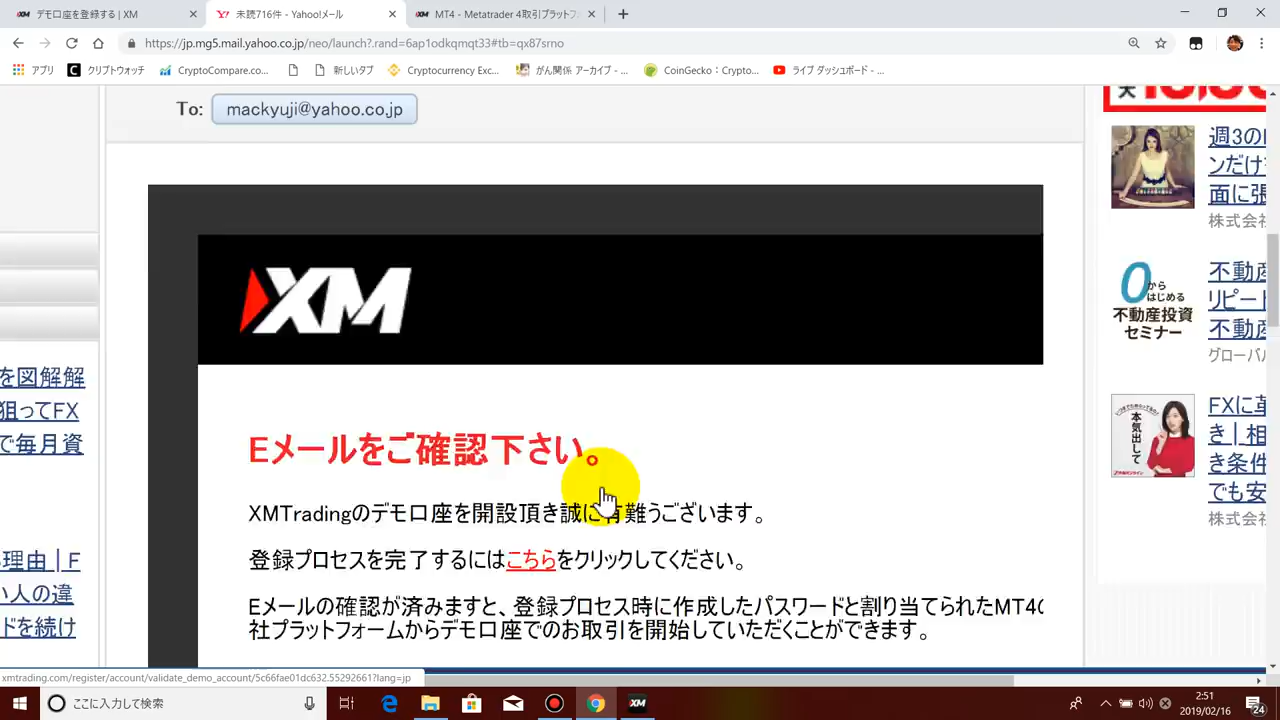 デモ口座を登録する | XM
未読716件 - Yahoo!メール
MT4 - Metatrader 4取引プラットフ
https://jp.mg5.mail.yahoo.co.jp/neo/launch?.rand=6ap1odkqmqt33#tb=qx87srno
アプリ
クリプトウォッチ
CryptoCompare.co...
新しいタブ
Cryptocurrency Exc...
がん関係 アーカイブ - ...
CoinGecko：Crypto...
ライブ ダッシュボード - ...
To:
mackyuji@yahoo.co.jp
XM
Eメールをご確認下さい。
XMTradingのデモ口座を開設頂き誠に有難うございます。
登録プロセスを完了するにはこちらをクリックしてください。
Eメールの確認が済みますと、登録プロセス時に作成したパスワードと割り当てられたMT4の
社プラットフォームからデモ口座でのお取引を開始していただくことができます。
を図解解
狙ってFX
で毎月資
理由 | F
い人の違
ドを続け
週3の
ンだけ
面に張
株式会社
0から
はじめる
不動産投資
セミナー
不動産
リピート
不動産
グローバル
本気出して
FXに革
き | 相
き条件
でも安
株式会社
xmtrading.com/register/account/validate_demo_account/5c66fae01dc632.55292661?lang=jp
ここに入力して検索
XM
2:51
2019/02/16
24